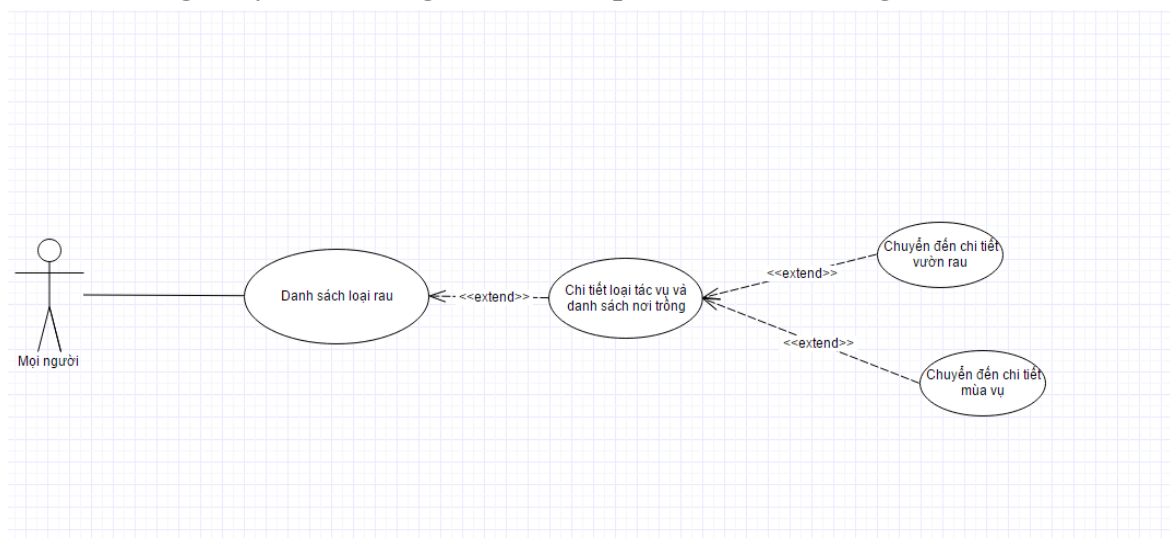 Mọi người
Danh sách loại rau
<<extend>>
Chi tiết loại tác vụ và
danh sách nơi trồng
<<extend>>
<<extend>>
Chuyển đến chi tiết
vườn rau
Chuyển đến chi tiết
mùa vụ